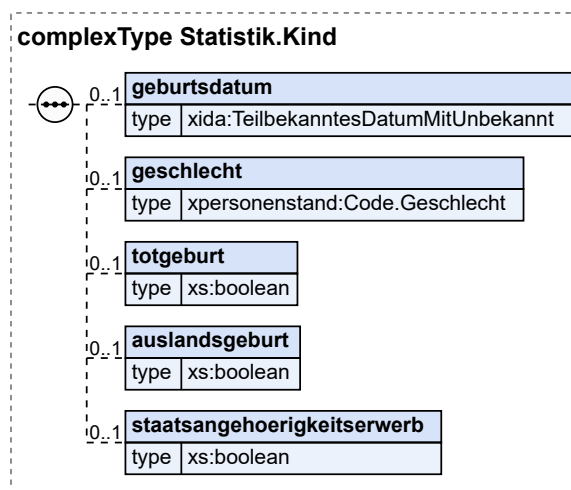 complexType Statistik.Kind
0..1 geburtsdatum
type xida:TeilbekanntesDatumMitUnbekannt
0..1 geschlecht
type xpersonenstand:Code.Geschlecht
0..1 totgeburt
type xs:boolean
0..1 auslandsgeburt
type xs:boolean
0..1 staatsangehoerigkeitserwerb
type xs:boolean